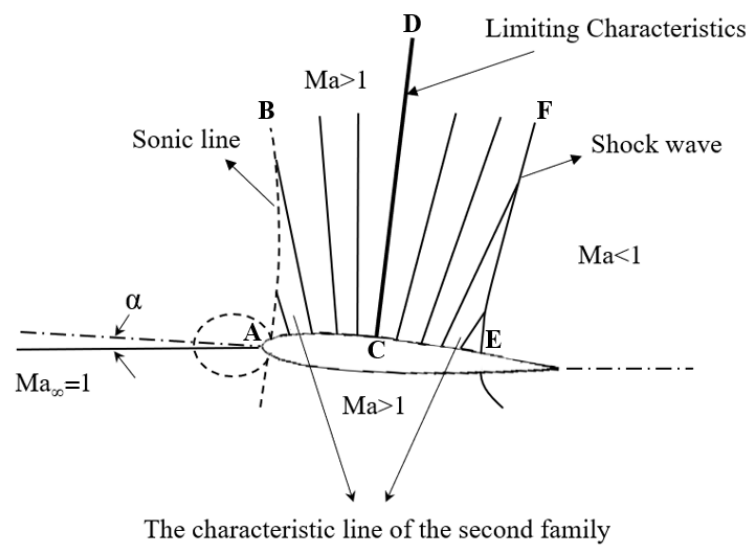 D
Limiting Characteristics
Ma>1
B
F
Sonic line
Shock wave
Ma<1
α
A
E
C
Ma∞=1
Ma>1
The characteristic line of the second family